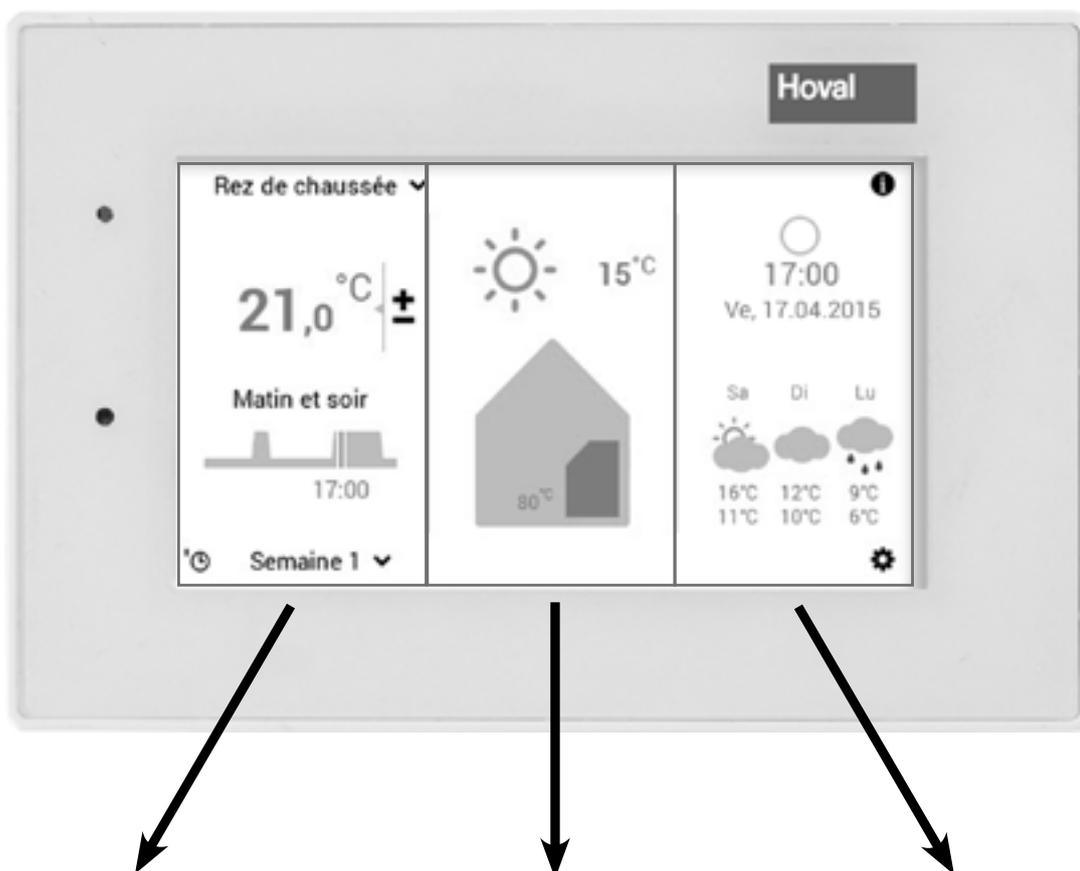 Hoval
Rez de chaussée
21,0 °C
±
Matin et soir
17:00
Semaine 1
15°C
80°C
i
17:00
Ve, 17.04.2015
Sa Di Lu
16°C 12°C 9°C
11°C 10°C 6°C